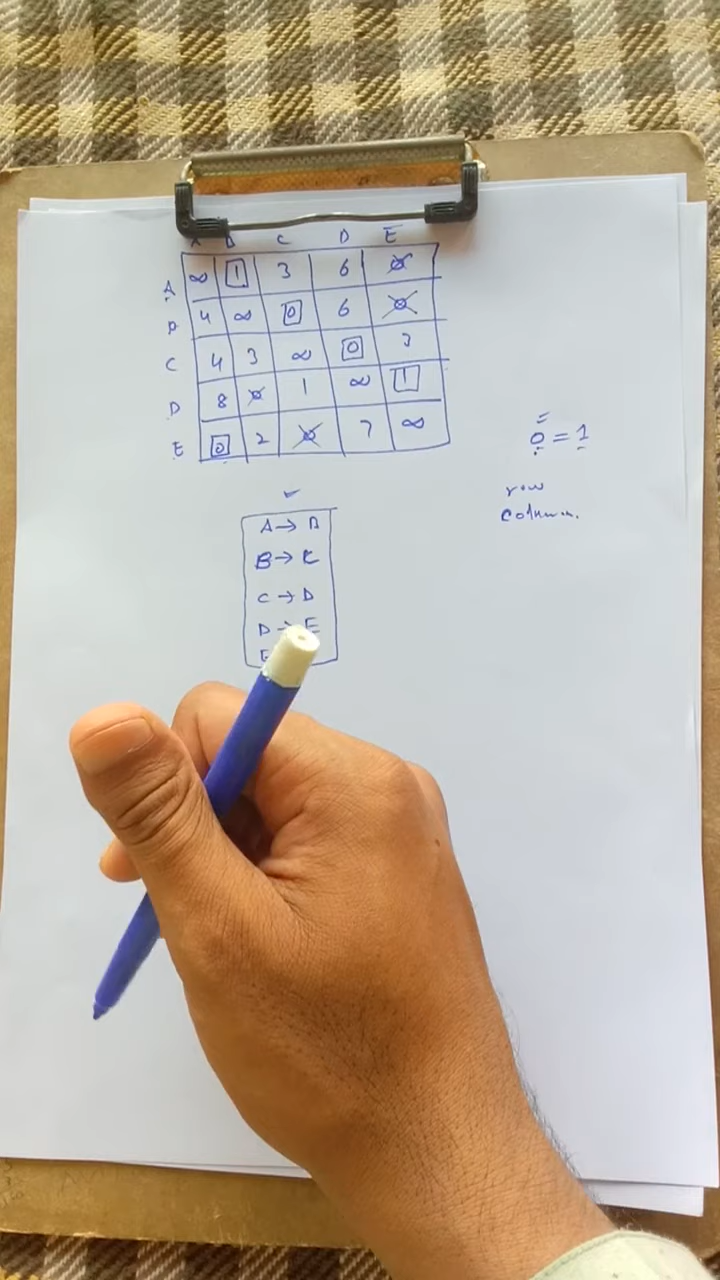 A B C D E
A ∞ 1 3 6 0
B 4 ∞ 0 6 0
C 4 3 ∞ 0 3
D 8 0 1 ∞ 1
E 0 2 0 7 ∞
0 = 1
row
column.
✓
A → B
B → C
C → D
D → E
E